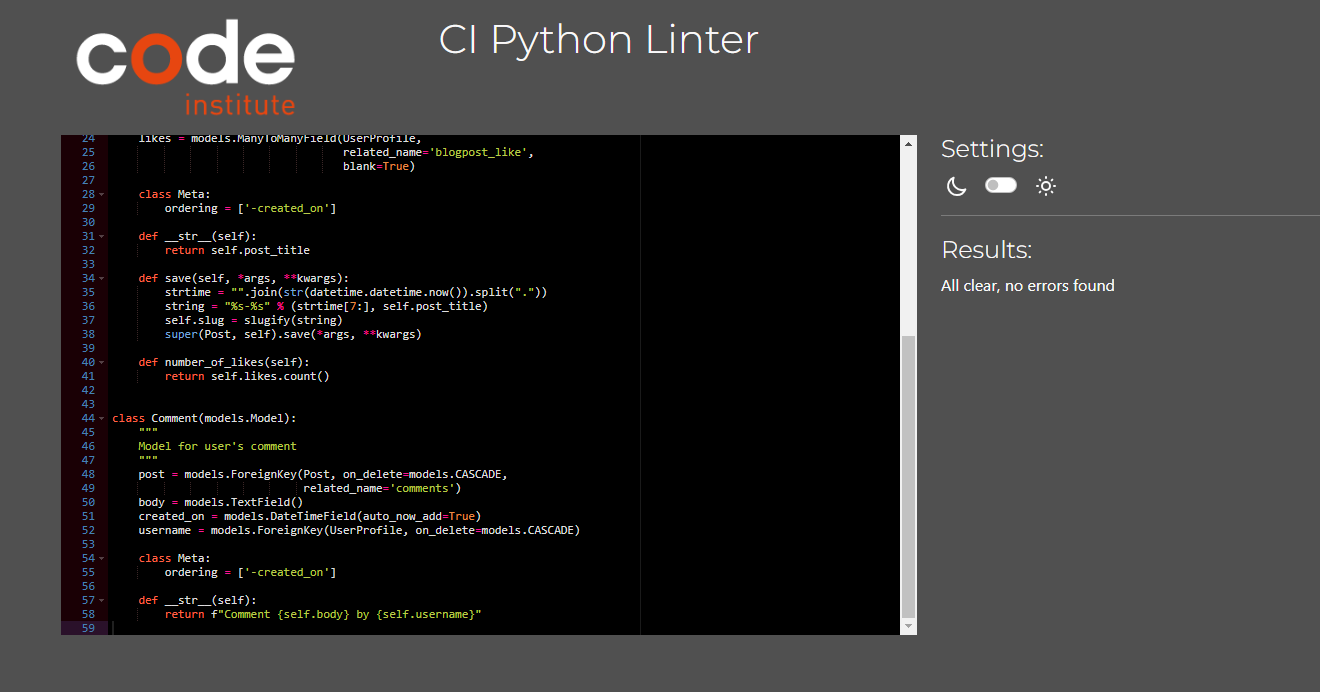 code
institute
CI Python Linter
24 likes = models.ManyToManyField(UserProfile,
25 related_name='blogpost_like',
26 blank=True)
27
28 class Meta:
29 ordering = ['-created_on']
30
31 def __str__(self):
32 return self.post_title
33
34 def save(self, *args, **kwargs):
35 strtime = "".join(str(datetime.datetime.now()).split("."))
36 string = "%s-%s" % (strtime[7:], self.post_title)
37 self.slug = slugify(string)
38 super(Post, self).save(*args, **kwargs)
39
40 def number_of_likes(self):
41 return self.likes.count()
42
43
44 class Comment(models.Model):
45 """
46 Model for user's comment
47 """
48 post = models.ForeignKey(Post, on_delete=models.CASCADE,
49 related_name='comments')
50 body = models.TextField()
51 created_on = models.DateTimeField(auto_now_add=True)
52 username = models.ForeignKey(UserProfile, on_delete=models.CASCADE)
53
54 class Meta:
55 ordering = ['-created_on']
56
57 def __str__(self):
58 return f"Comment {self.body} by {self.username}"
59
Settings:
Results:
All clear, no errors found